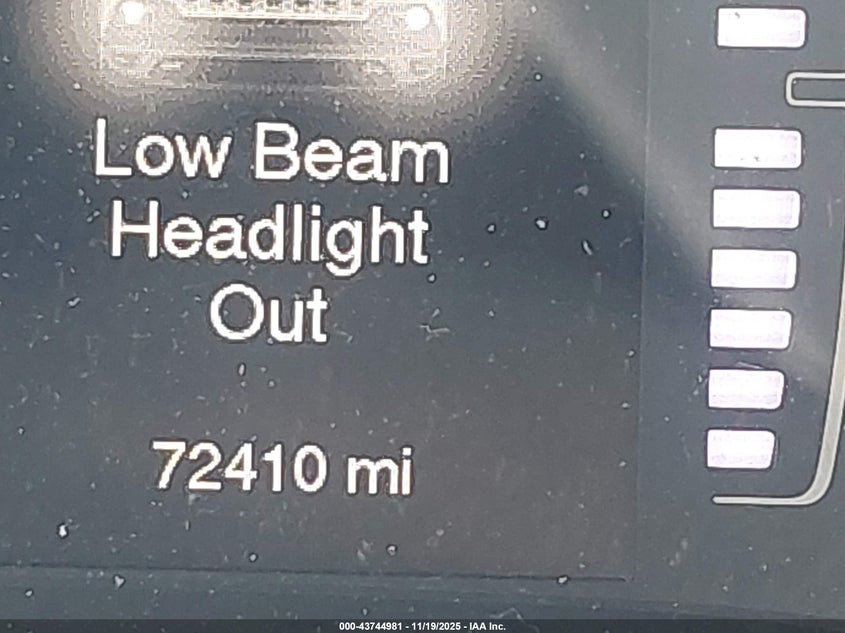 Low Beam
Headlight
Out
72410 mi
000-43744981 - 11/19/2025 - IAA Inc.